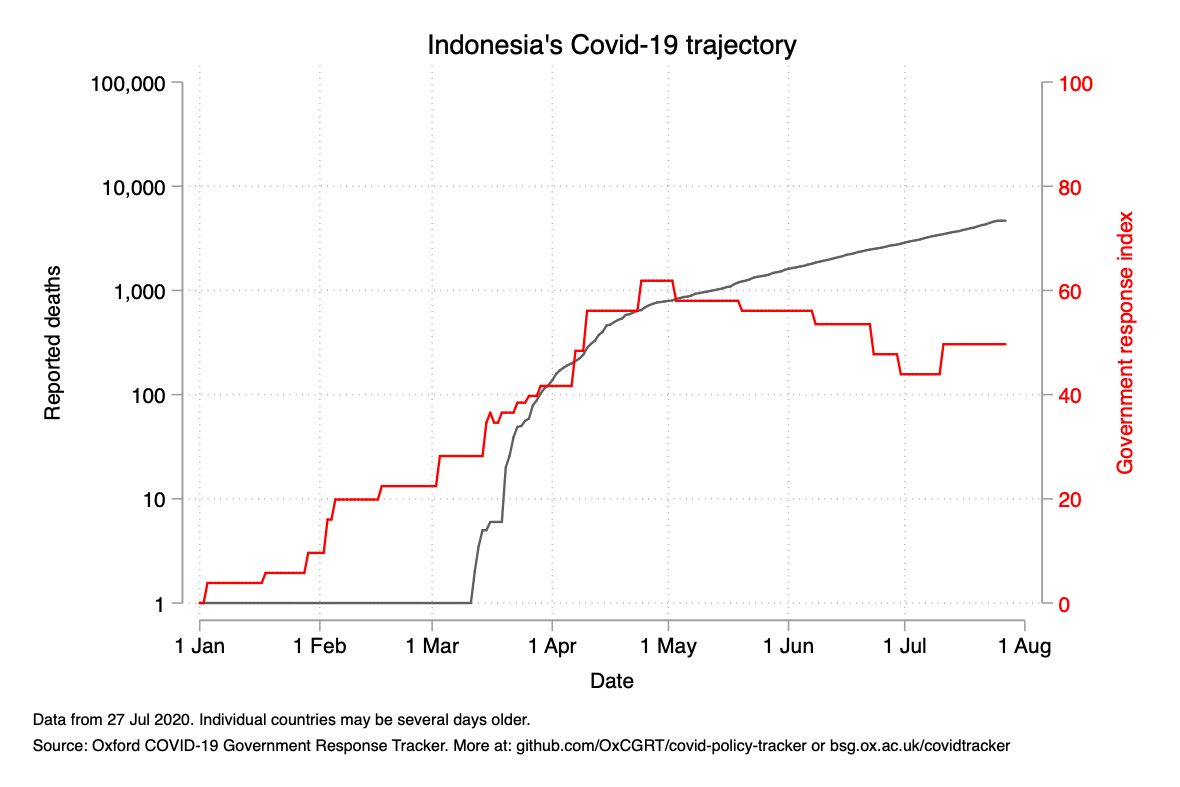 Indonesia's Covid-19 trajectory
100,000
10,000
1,000
100
10
1
Reported deaths
100
80
60
40
20
0
Government response index
1 Jan 1 Feb 1 Mar 1 Apr 1 May 1 Jun 1 Jul 1 Aug
Date
Data from 27 Jul 2020. Individual countries may be several days older.
Source: Oxford COVID-19 Government Response Tracker. More at: github.com/OxCGRT/covid-policy-tracker or bsg.ox.ac.uk/covidtracker